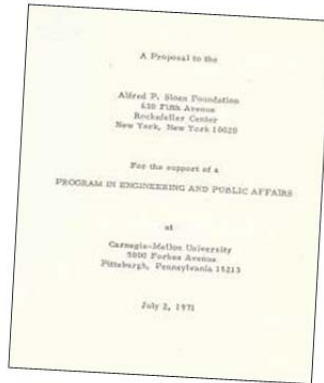 A Proposal to the
Alfred P. Sloan Foundation
630 Fifth Avenue
Rockefeller Center
New York, New York 10020
For the support of a
PROGRAM IN ENGINEERING AND PUBLIC AFFAIRS
at
Carnegie-Mellon University
5000 Forbes Avenue
Pittsburgh, Pennsylvania 15213
July 2, 1971